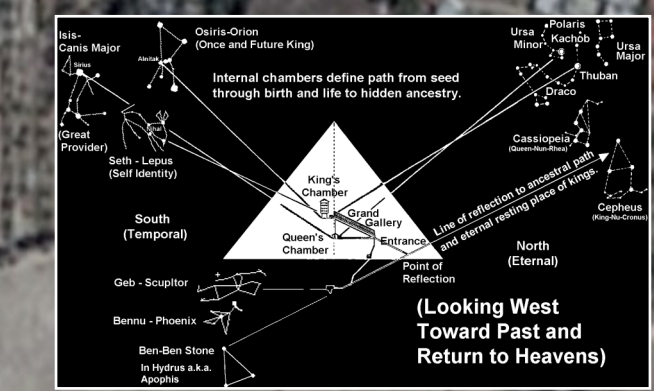 Isis-
Canis Major
Sirius
(Great
Provider)
Osiris-Orion
(Once and Future King)
Alnitak
Nihal
Seth - Lepus
(Self Identity)
Internal chambers define path from seed
through birth and life to hidden ancestry.
Polaris
Ursa
Minor
Kachob
Ursa
Major
Thuban
Draco
Cassiopeia
(Queen-Nun-Rhea)
Cepheus
(King-Nu-Cronus)
Line of reflection to ancestral path
and eternal resting place of kings.
King's
Chamber
Grand
Gallery
Queen's
Chamber
Entrance
Point of
Reflection
South
(Temporal)
North
(Eternal)
Geb - Scupltor
Bennu - Phoenix
Ben-Ben Stone
In Hydrus a.k.a.
Apophis
(Looking West
Toward Past and
Return to Heavens)